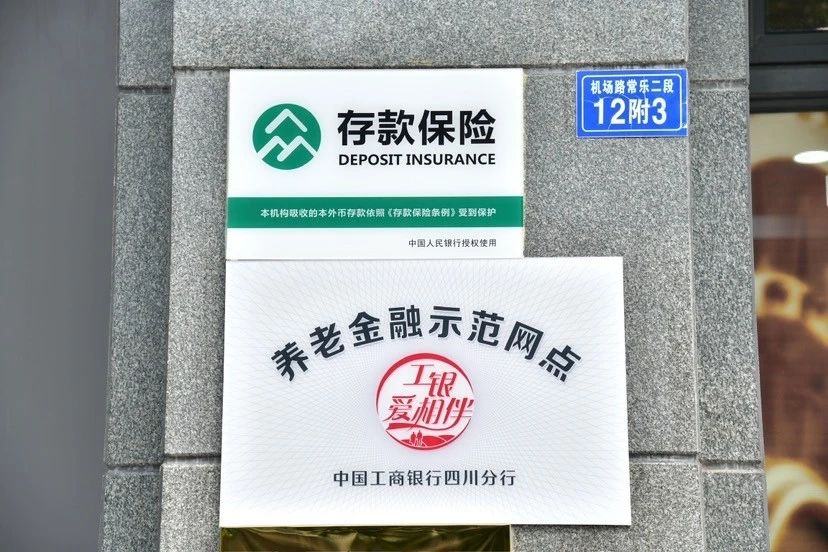 存款保险
DEPOSIT INSURANCE
本机构吸收的本外币存款依照《存款保险条例》受到保护
中国人民银行授权使用
机场路常乐二段
12附3
养老金融示范网点
工银
爱相伴
中国工商银行四川分行